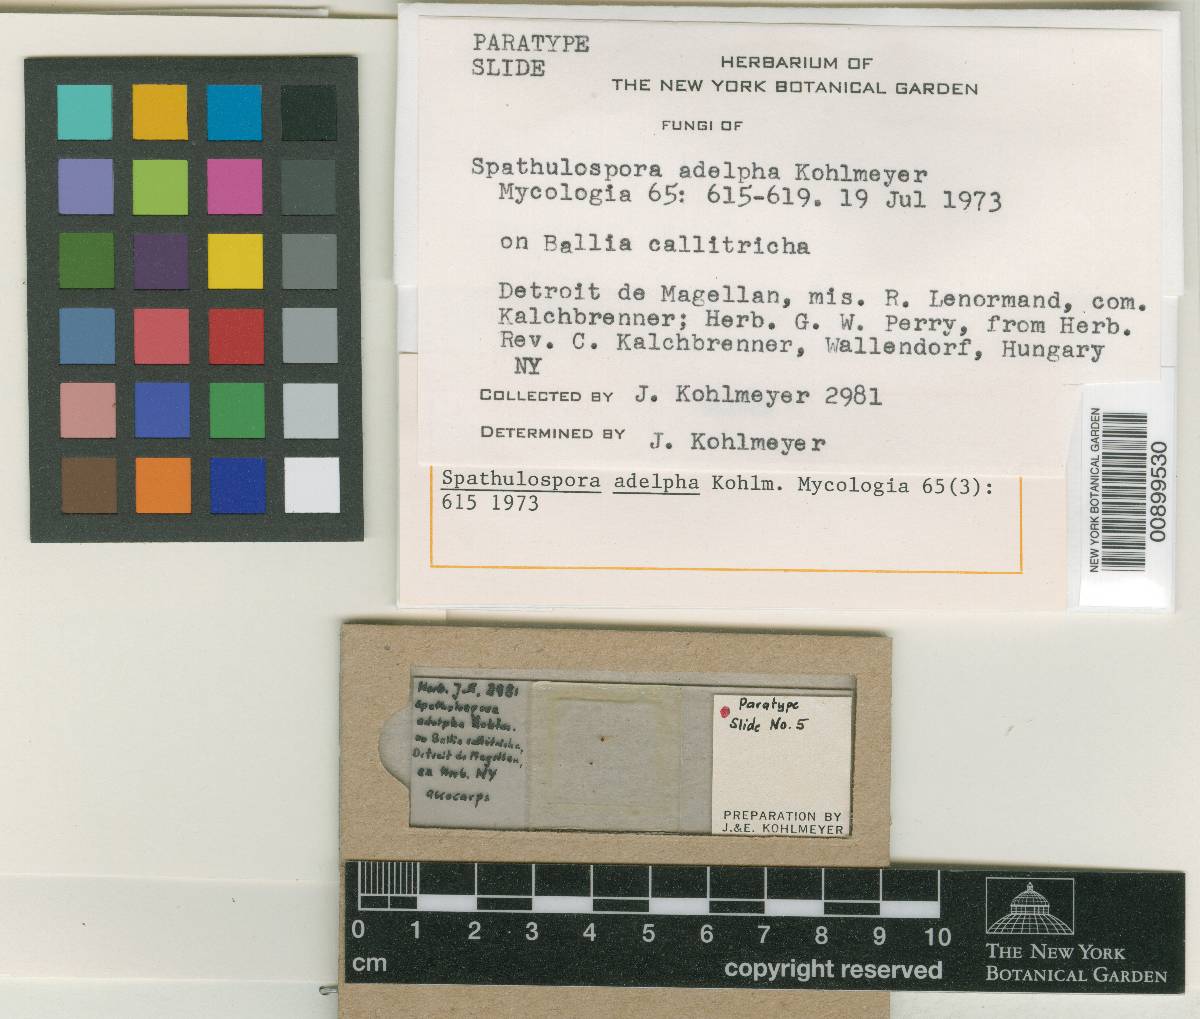 PARATYPE
SLIDE
HERBARIUM OF
THE NEW YORK BOTANICAL GARDEN
FUNGI OF
Spathulospora adelpha Kohlmeyer
Mycologia 65: 615-619. 19 Jul 1973
on Ballia callitricha
Detroit de Magellan, mis. R. Lenormand, com.
Kalchbrenner; Herb. G. W. Perry, from Herb.
Rev. C. Kalchbrenner, Wallendorf, Hungary
NY
COLLECTED BY J. Kohlmeyer 2981
DETERMINED BY J. Kohlmeyer
Spathulospora adelpha Kohlm. Mycologia 65(3):
615 1973
NEW YORK BOTANICAL GARDEN
00899530
Herb. J.K. 2981
Spathulospora
adelpha Kohlm.
on Ballia callitricha,
Detroit de Magellan,
ex Herb. NY
ascocarps
Paratype
Slide No. 5
PREPARATION BY
J.&E. KOHLMEYER
0 1 2 3 4 5 6 7 8 9 10
cm
copyright reserved
THE NEW YORK
BOTANICAL GARDEN